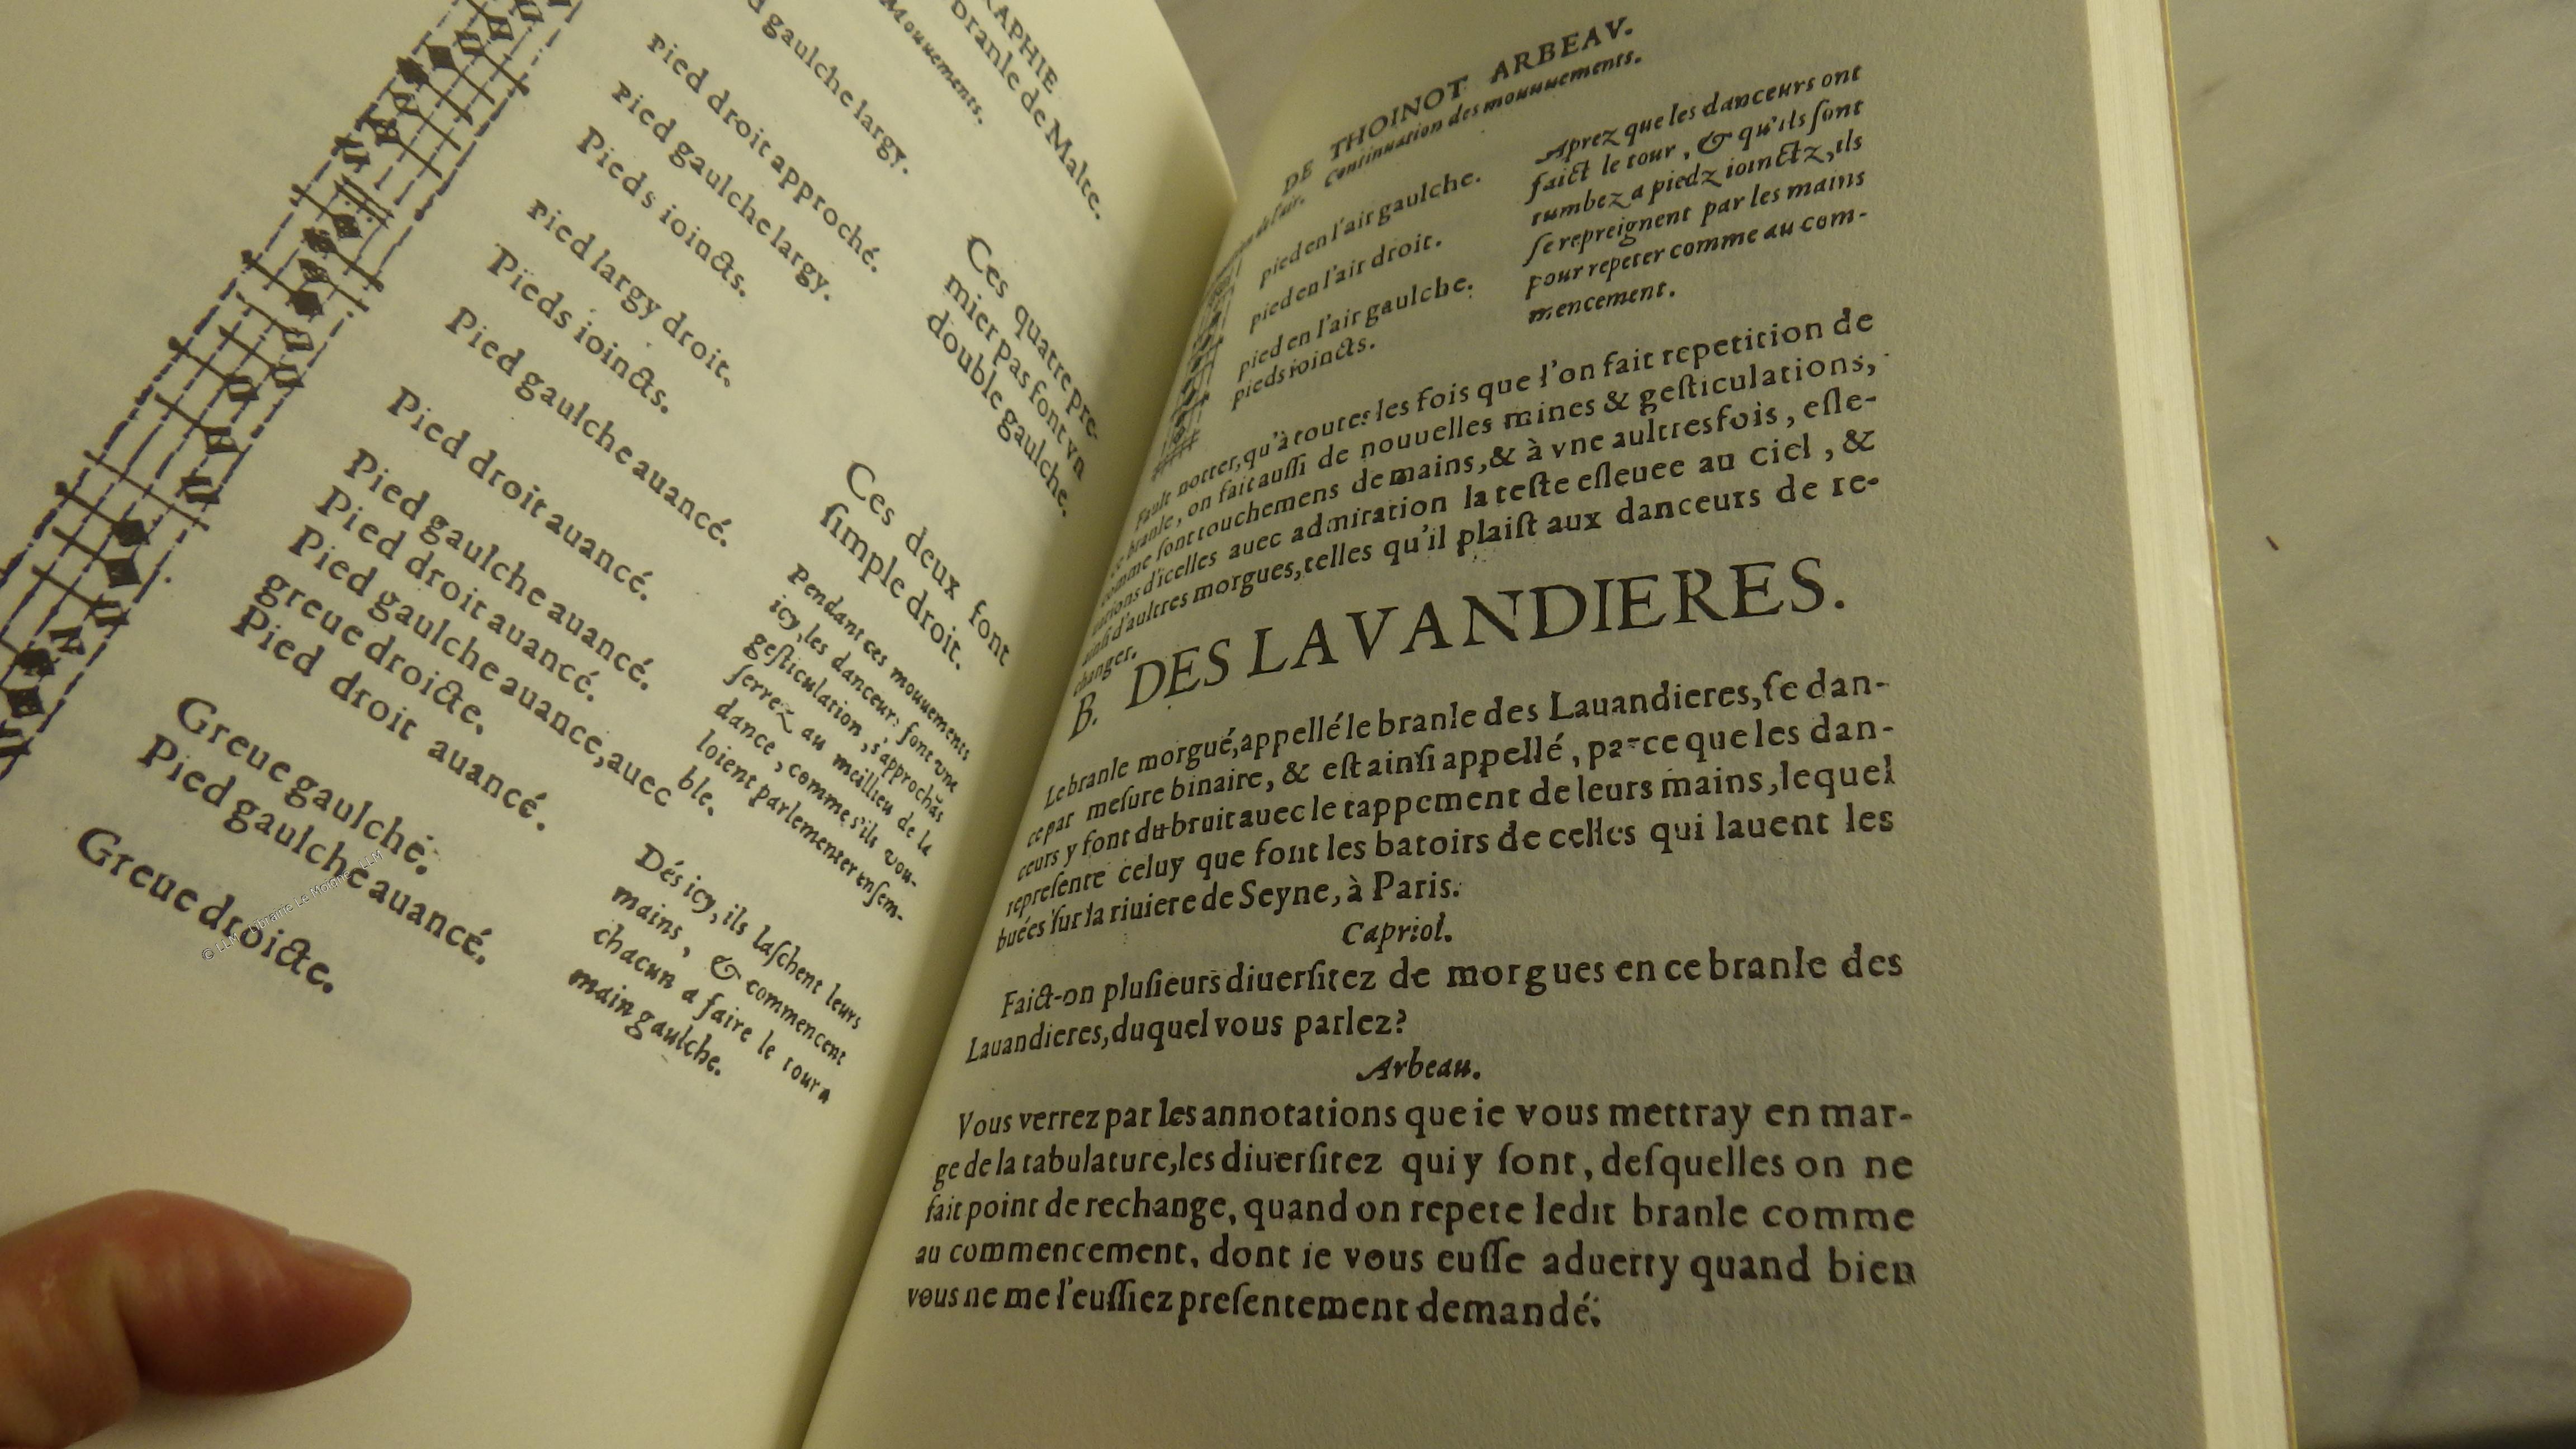 RAPHIE
Branle de Malte.
Mouuements.
gaulche largy.
pied droit approché.
Pied gaulche largy.
Pieds ioincts.
pied largy droit.
Pieds ioincts.
Pied gaulche auancé.
Pied droit auancé.
Pied gaulche auancé.
Pied droit auancé.
Pied gaulche auance, auec
greue droicte.
Pied droit auancé.
Greue gaulche.
Pied gaulche auancé.
Greue droicte.
Ces quatre pre-
mier pas font vn
double gaulche.
Ces deux font
ſimple droit.
Pendant ces mouuements
icy, les danceurs font vne
geſticulation, s'approchãs
ſerrez au meillieu de la
dance, comme s'ils vou-
loient parlementer enſem-
ble.
Dés icy, ils laſchent leurs
mains, & commencent
chacun a faire le tour a
main gaulche.
© LLM - Librairie Le Moigne - LLM
DE THOINOT ARBEAV.
Continuation des mouuuements.
de l'air.
pied en l'air gaulche.
pied en l'air droit.
pied en l'air gaulche.
pieds ioincts.
Aprez que les danceurs ont
faict le tour, & qu'ils ſont
tumbez a piedz ioinctz, ils
ſe repreignent par les mains
pour repeter comme au com-
mencement.
Fault notter, qu'à toutes les fois que l'on fait repetition de
ce branle, on fait auſſi de nouuelles mines & geſticulations,
comme ſont touchemens de mains, & à vne aultresfois, eſle-
uations d'icelles auec admiration la teſte eſleuee au ciel, &
ainſi d'aultres morgues, telles qu'il plaiſt aux danceurs de re-
changer.
B. DES LAVANDIERES.
Le branle morgué, appellé le branle des Lauandieres, ſe dan-
ce par meſure binaire, & eſt ainſi appellé, parce que les dan-
ceurs y font du bruit auec le tappement de leurs mains, lequel
repreſente celuy que font les batoirs de celles qui lauent les
buées ſur la riuiere de Seyne, à Paris.
Capriol.
Faict-on pluſieurs diuerſitez de morgues en ce branle des
Lauandieres, duquel vous parlez?
Arbeau.
Vous verrez par les annotations que ie vous mettray en mar-
ge de la tabulature, les diuerſitez qui y ſont, deſquelles on ne
fait point de rechange, quand on repete ledit branle comme
au commencement, dont ie vous euſſe aduerty quand bien
vous ne me l'euſſiez preſentement demandé.